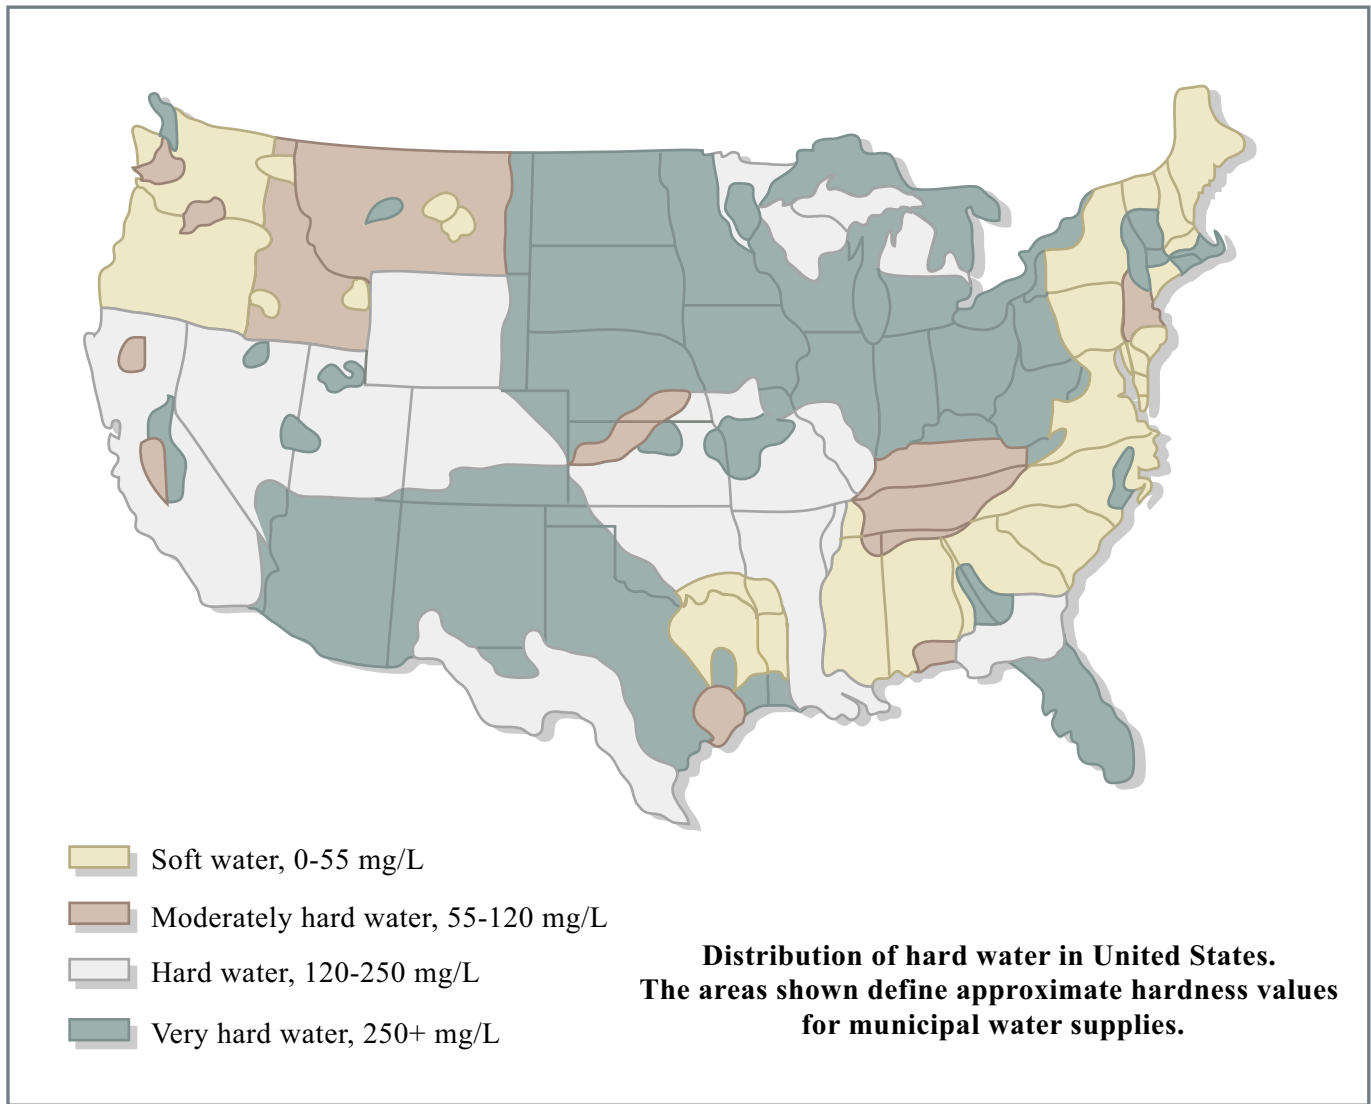 Soft water, 0-55 mg/L
Moderately hard water, 55-120 mg/L
Hard water, 120-250 mg/L
Very hard water, 250+ mg/L
Distribution of hard water in United States.
The areas shown define approximate hardness values
for municipal water supplies.